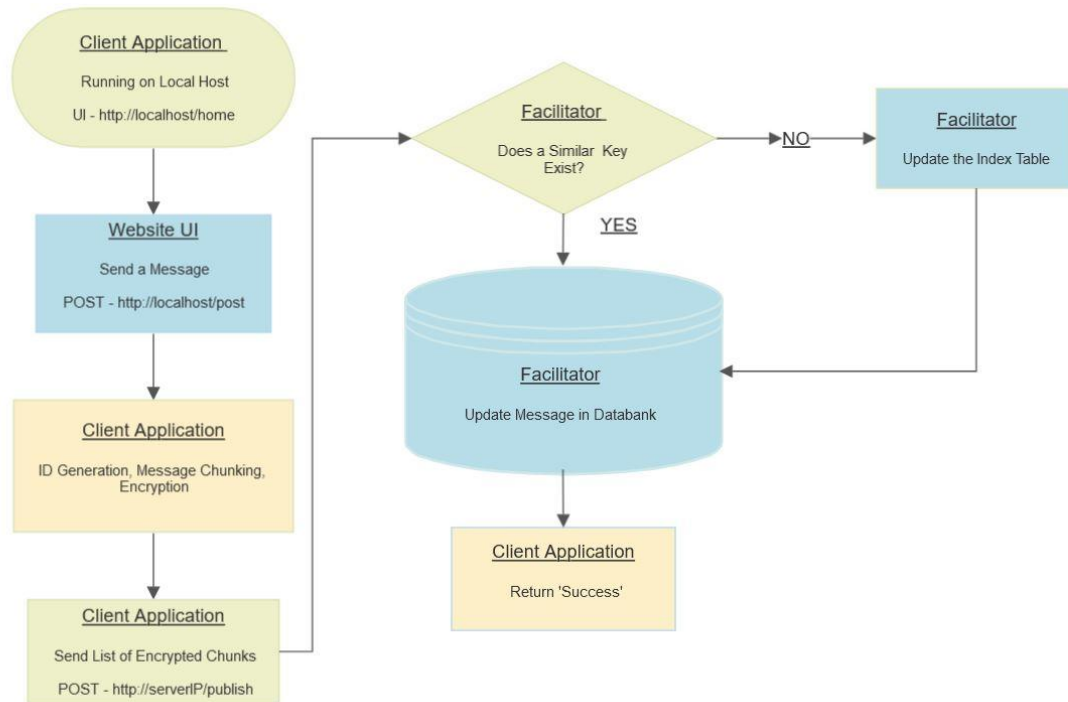 Client Application
Running on Local Host
UI - http://localhost/home
Website UI
Send a Message
POST - http://localhost/post
Client Application
ID Generation, Message Chunking,
Encryption
Client Application
Send List of Encrypted Chunks
POST - http://serverIP/publish
Facilitator
Does a Similar Key
Exist?
NO
Facilitator
Update the Index Table
YES
Facilitator
Update Message in Databank
Client Application
Return 'Success'